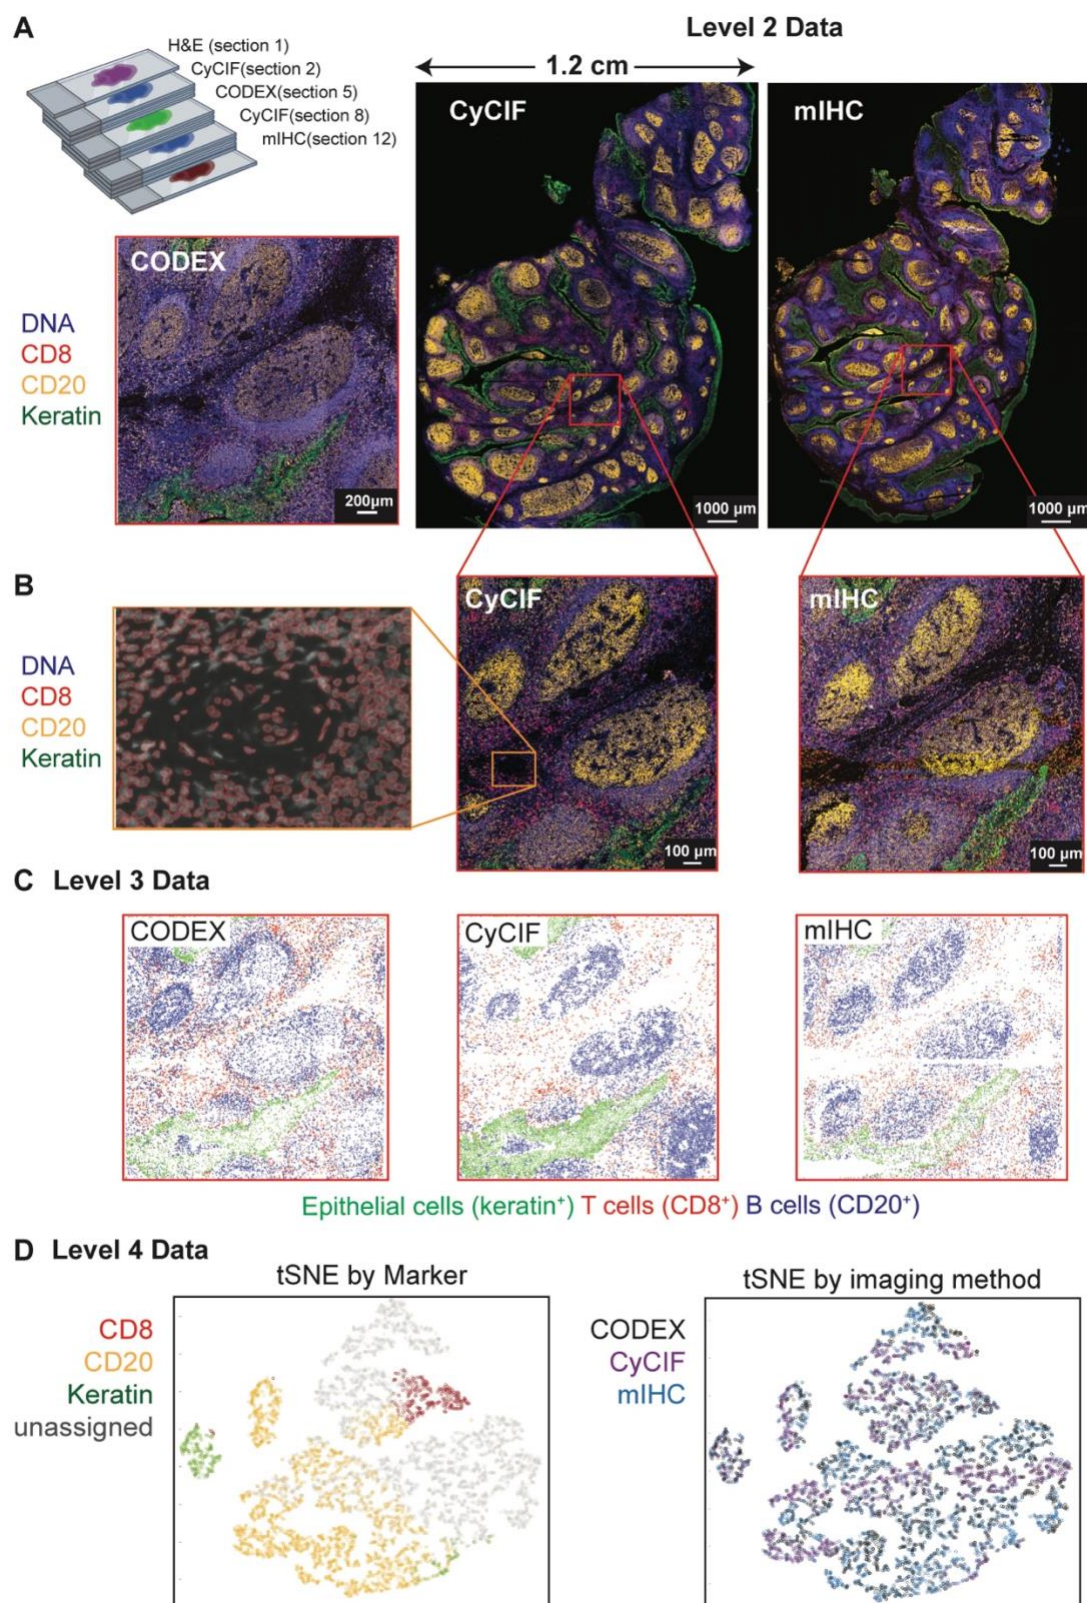 A
H&E (section 1)
CyCIF(section 2)
CODEX(section 5)
CyCIF(section 8)
mIHC(section 12)
Level 2 Data
1.2 cm
CyCIF
mIHC
CODEX
DNA
CD8
CD20
Keratin
200μm
1000 μm
1000 μm
B
DNA
CD8
CD20
Keratin
CyCIF
100 μm
mIHC
100 μm
C Level 3 Data
CODEX
CyCIF
mIHC
Epithelial cells (keratin⁺) T cells (CD8⁺) B cells (CD20⁺)
D Level 4 Data
tSNE by Marker
CD8
CD20
Keratin
unassigned
tSNE by imaging method
CODEX
CyCIF
mIHC